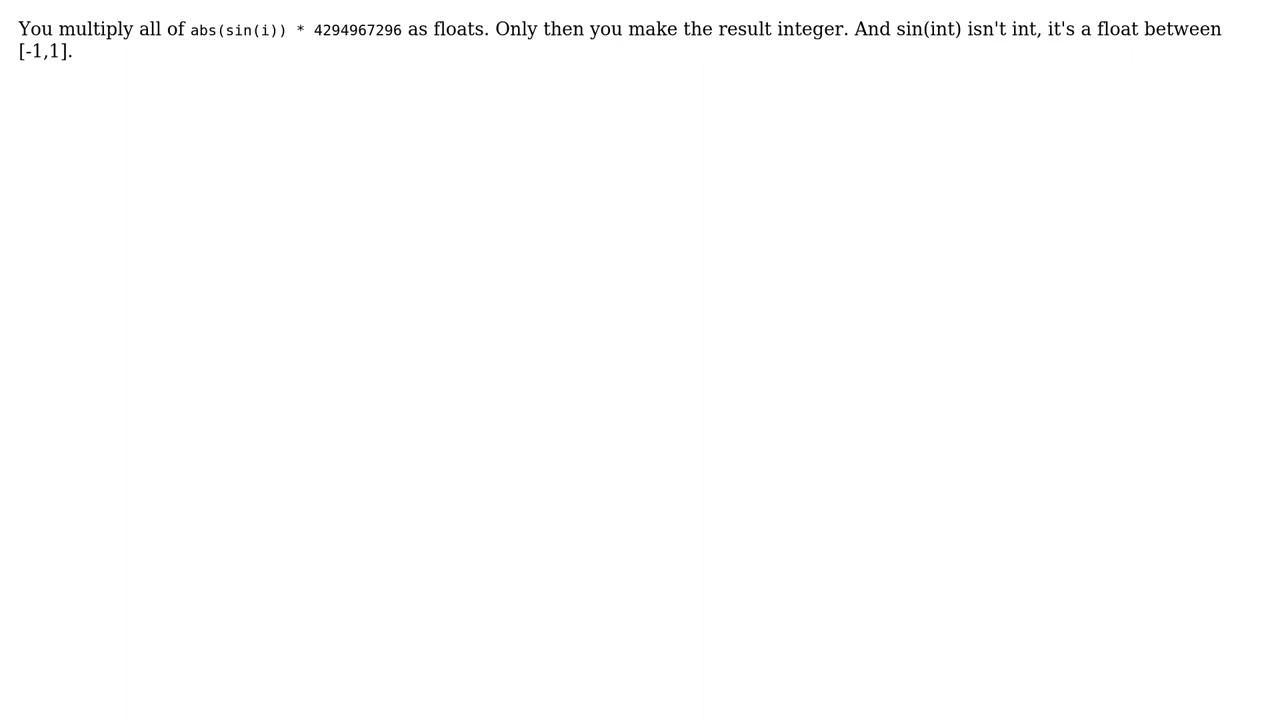 You multiply all of abs(sin(i)) * 4294967296 as floats. Only then you make the result integer. And sin(int) isn't int, it's a float between
[-1,1].